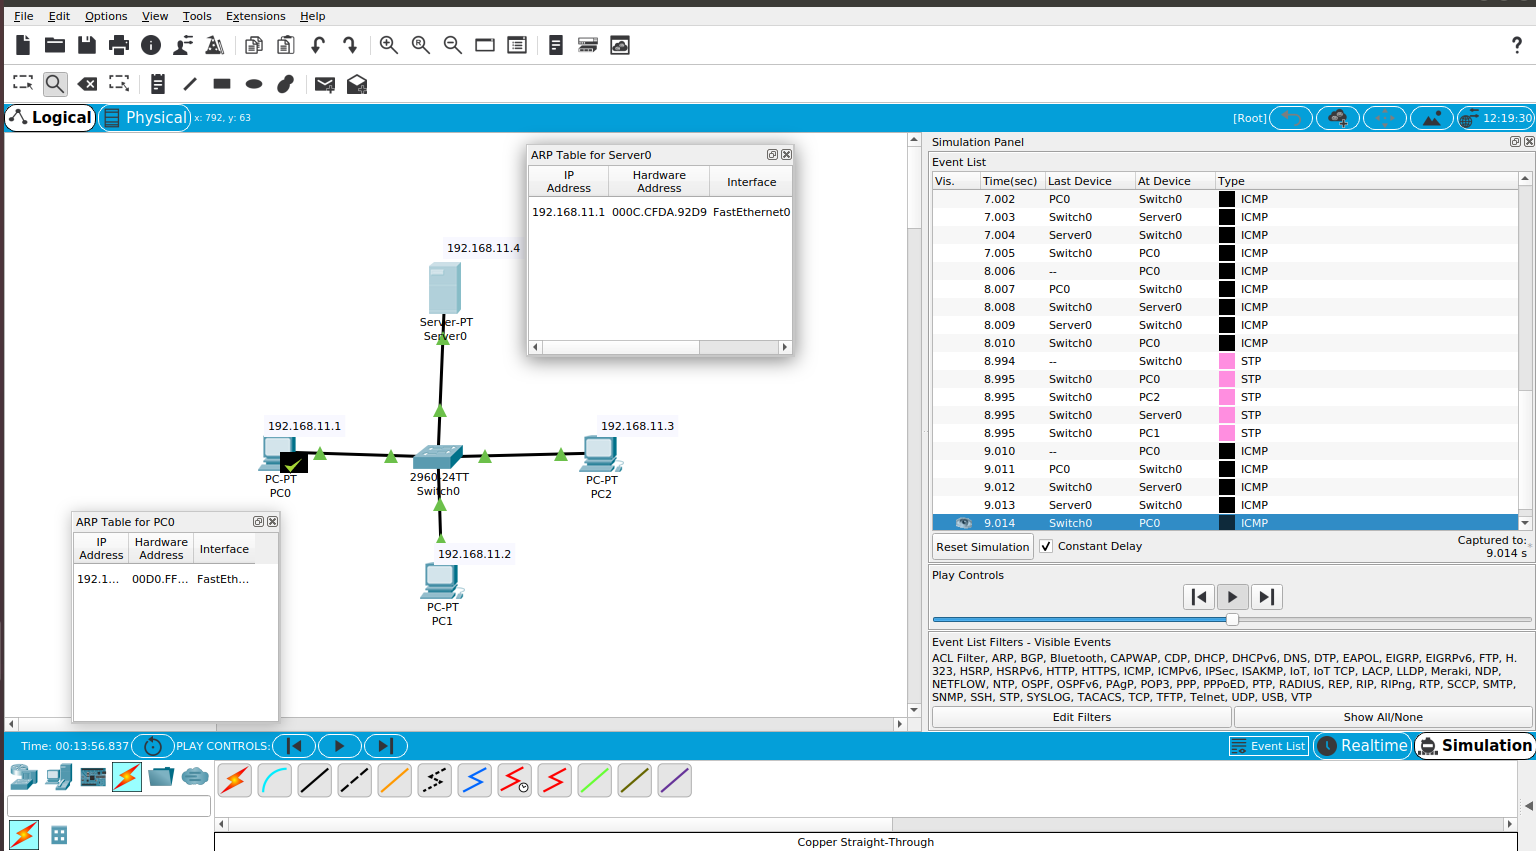 File Edit Options View Tools Extensions Help
?
Logical Physical x: 792, y: 63 [Root] 12:19:30
192.168.11.4
Server-PT
Server0
192.168.11.1
PC-PT
PC0
2960-24TT
Switch0
192.168.11.3
PC-PT
PC2
192.168.11.2
PC-PT
PC1
ARP Table for Server0
IP Address Hardware Address Interface
192.168.11.1 000C.CFDA.92D9 FastEthernet0
ARP Table for PC0
IP Address Hardware Address Interface
192.1... 00D0.FF... FastEth...
Simulation Panel
Event List
Vis. Time(sec) Last Device At Device Type
7.002 PC0 Switch0 ICMP
7.003 Switch0 Server0 ICMP
7.004 Server0 Switch0 ICMP
7.005 Switch0 PC0 ICMP
8.006 -- PC0 ICMP
8.007 PC0 Switch0 ICMP
8.008 Switch0 Server0 ICMP
8.009 Server0 Switch0 ICMP
8.010 Switch0 PC0 ICMP
8.994 -- Switch0 STP
8.995 Switch0 PC0 STP
8.995 Switch0 PC2 STP
8.995 Switch0 Server0 STP
8.995 Switch0 PC1 STP
9.010 -- PC0 ICMP
9.011 PC0 Switch0 ICMP
9.012 Switch0 Server0 ICMP
9.013 Server0 Switch0 ICMP
9.014 Switch0 PC0 ICMP
Reset Simulation Constant Delay Captured to:
9.014 s
Play Controls
Event List Filters - Visible Events
ACL Filter, ARP, BGP, Bluetooth, CAPWAP, CDP, DHCP, DHCPv6, DNS, DTP, EAPOL, EIGRP, EIGRPv6, FTP, H.
323, HSRP, HSRPv6, HTTP, HTTPS, ICMP, ICMPv6, IPSec, ISAKMP, IoT, IoT TCP, LACP, LLDP, Meraki, NDP,
NETFLOW, NTP, OSPF, OSPFv6, PAgP, POP3, PPP, PPPoED, PTP, RADIUS, REP, RIP, RIPng, RTP, SCCP, SMTP,
SNMP, SSH, STP, SYSLOG, TACACS, TCP, TFTP, Telnet, UDP, USB, VTP
Edit Filters Show All/None
Time: 00:13:56.837 PLAY CONTROLS: Event List Realtime Simulation
Copper Straight-Through